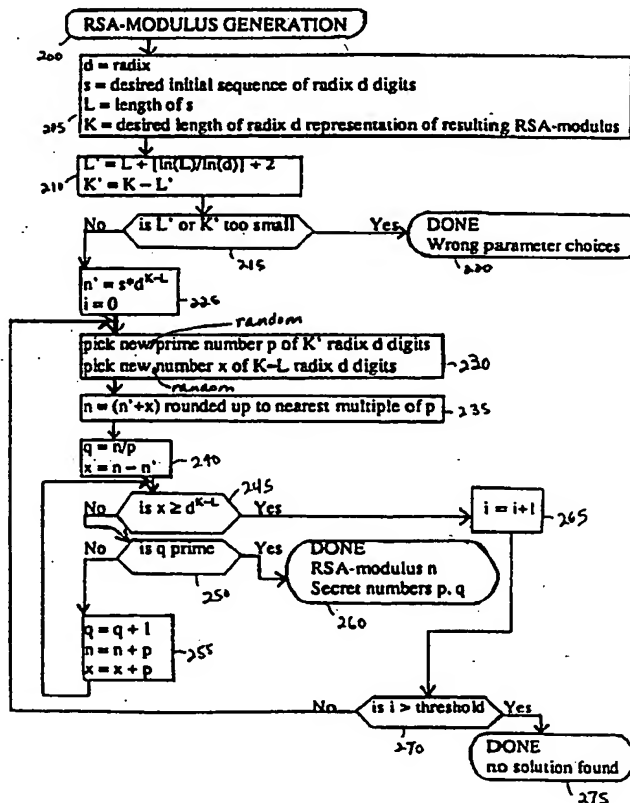 RSA-MODULUS GENERATION
200
d = radix
s = desired initial sequence of radix d digits
L = length of s
K = desired length of radix d representation of resulting RSA-modulus
205
L' = L + [ln(L)/ln(d)] + 2
K' = K – L'
210
No
is L' or K' too small
Yes
215
DONE
Wrong parameter choices
220
n' = s*d^{K-L}
i = 0
225
random
pick new prime number p of K' radix d digits
pick new number x of K–L radix d digits
random
230
n = (n'+x) rounded up to nearest multiple of p
235
q = n/p
x = n – n'
240
245
No
is x ≥ d^{K-L}
Yes
i = i+1
265
No
is q prime
Yes
250
DONE
RSA-modulus n
Secret numbers p, q
260
q = q + 1
n = n + p
x = x + p
255
No
is i > threshold
Yes
270
DONE
no solution found
275